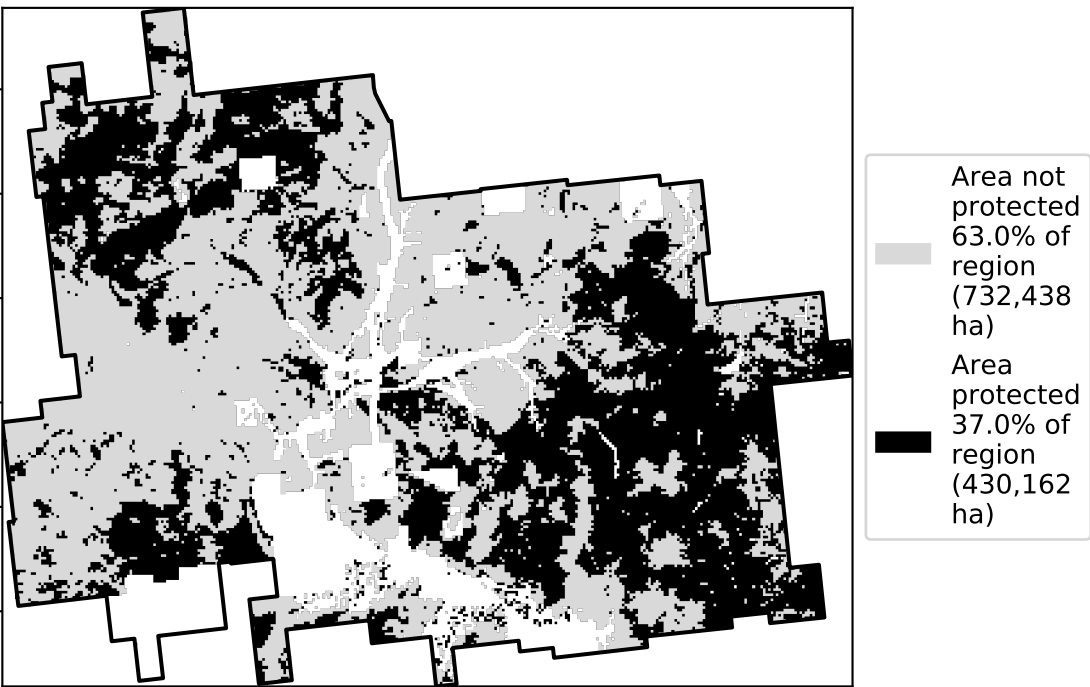 Area not
protected
63.0% of
region
(732,438
ha)
Area
protected
37.0% of
region
(430,162
ha)